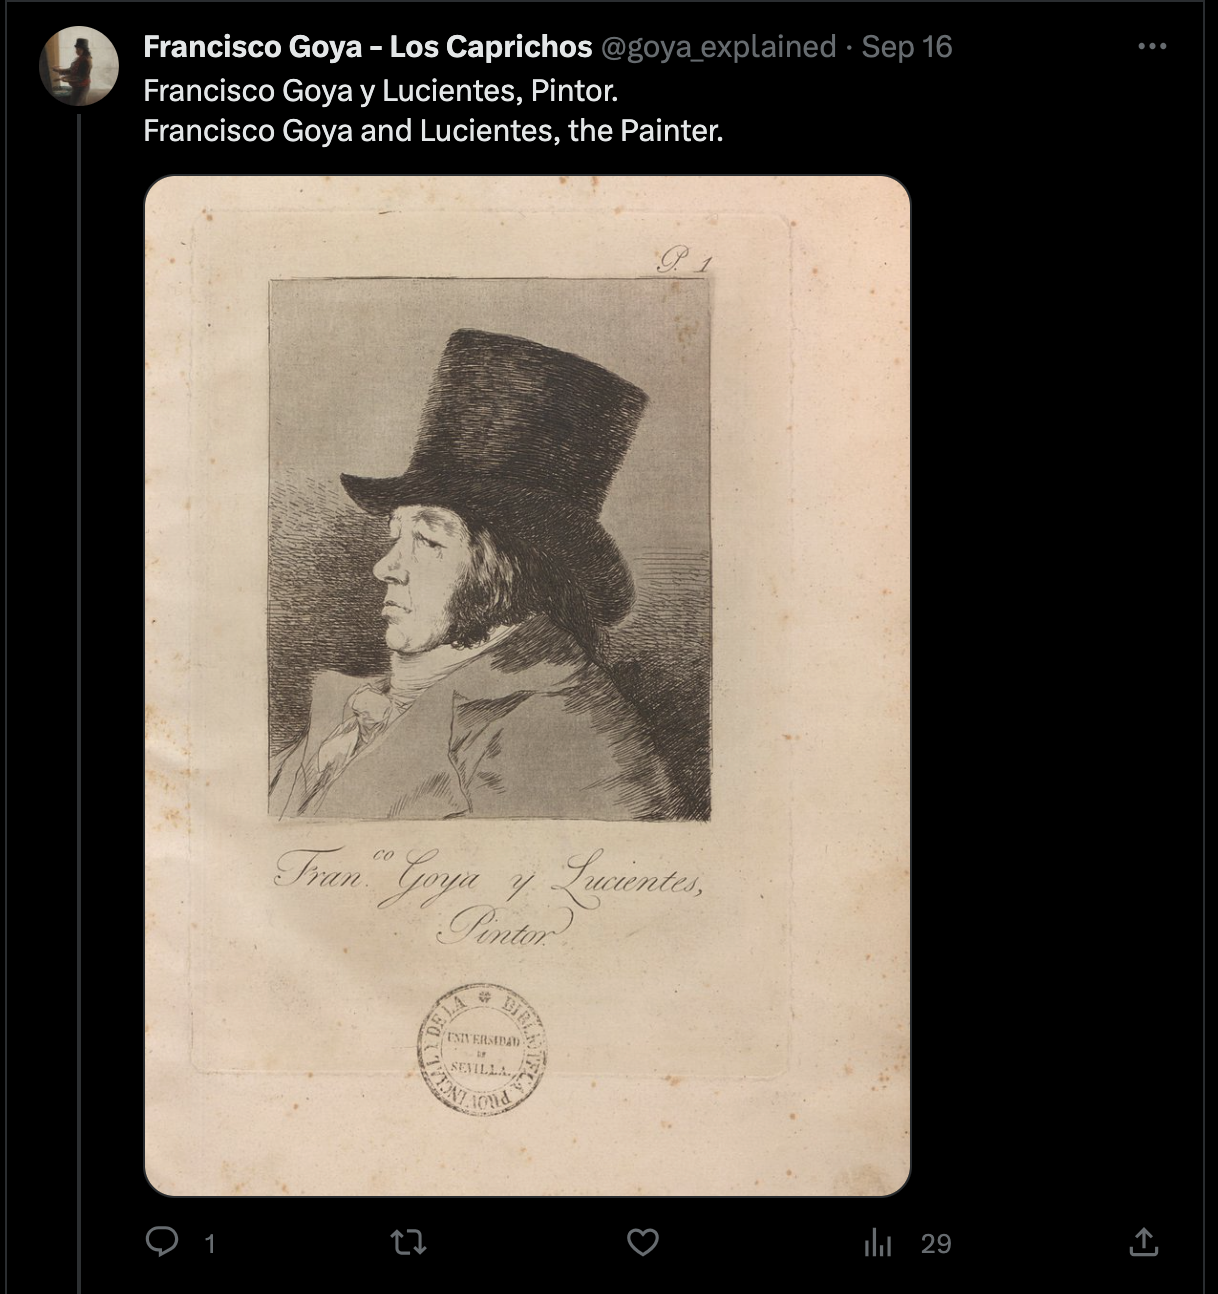 Francisco Goya - Los Caprichos @goya_explained · Sep 16
Francisco Goya y Lucientes, Pintor.
Francisco Goya and Lucientes, the Painter.
P. 1
Fran.co Goya y Lucientes,
Pintor
BIBLIOTECA PROVINCIAL Y DE LA
UNIVERSIDAD
DE
SEVILLA.
1
29